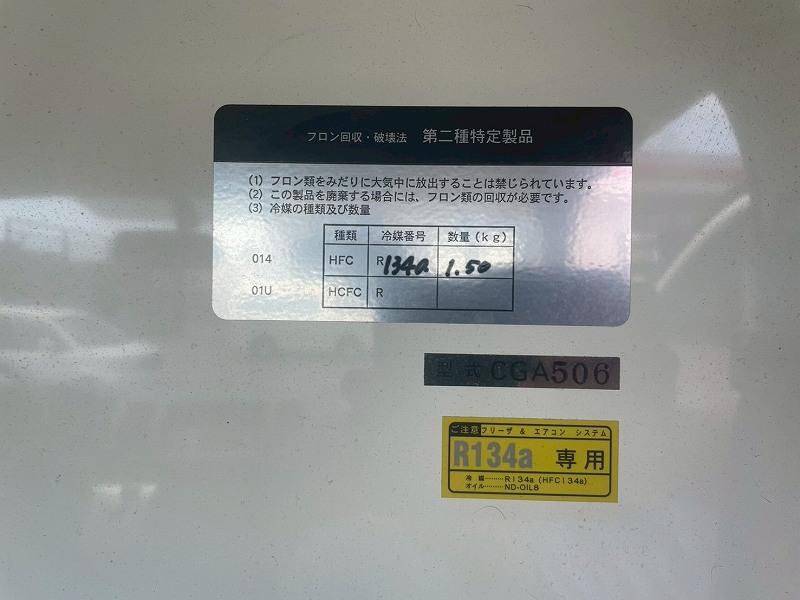 フロン回収・破壊法 第二種特定製品
(1) フロン類をみだりに大気中に放出することは禁じられています。
(2) この製品を廃棄する場合には、フロン類の回収が必要です。
(3) 冷媒の種類及び数量
種類 冷媒番号 数量(kg)
014 HFC R134a 1.50
01U HCFC R
型式 CGA506
ご注意 フリーザ & エアコン システム
R134a 専用
冷媒………R134a (HFC134a)
オイル………ND-OIL8